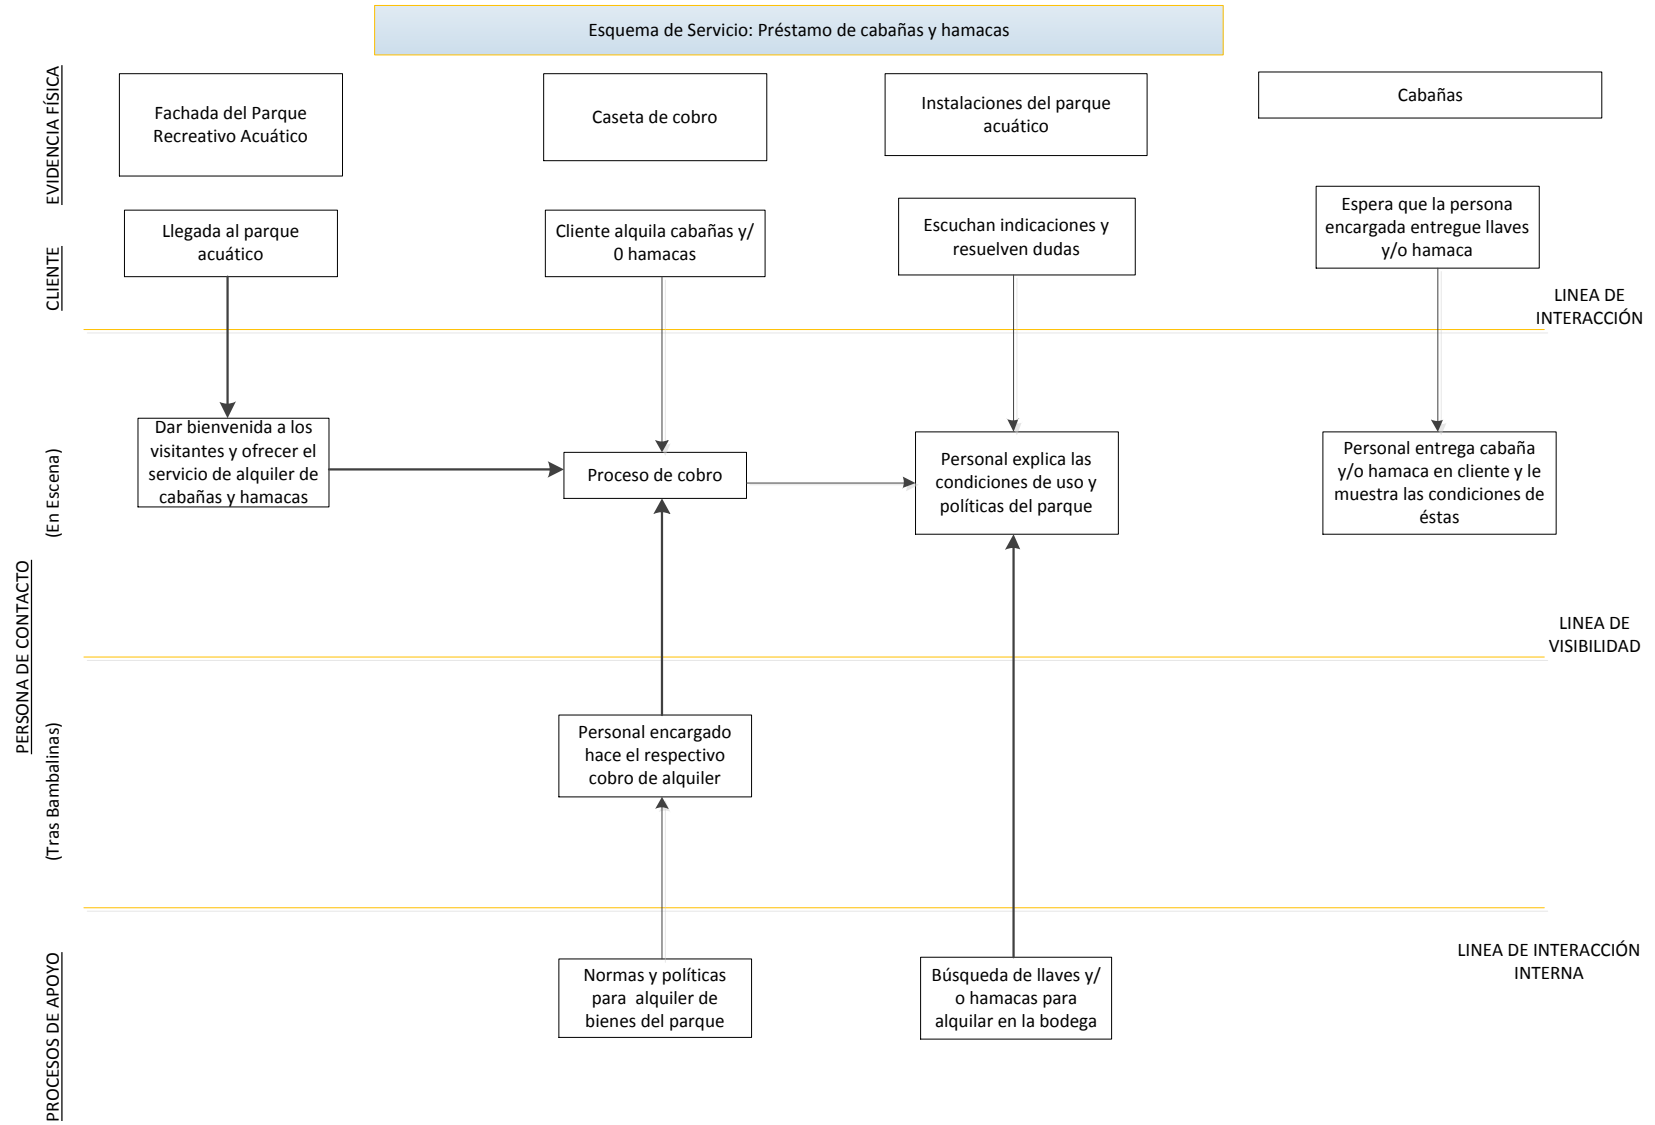 Esquema de Servicio: Préstamo de cabañas y hamacas
EVIDENCIA FÍSICA
Fachada del Parque
Recreativo Acuático
Caseta de cobro
Instalaciones del parque
acuático
Cabañas
CLIENTE
Llegada al parque
acuático
Cliente alquila cabañas y/
0 hamacas
Escuchan indicaciones y
resuelven dudas
Espera que la persona
encargada entregue llaves
y/o hamaca
LINEA DE
INTERACCIÓN
PERSONA DE CONTACTO
(En Escena)
Dar bienvenida a los
visitantes y ofrecer el
servicio de alquiler de
cabañas y hamacas
Proceso de cobro
Personal explica las
condiciones de uso y
políticas del parque
Personal entrega cabaña
y/o hamaca en cliente y le
muestra las condiciones de
éstas
LINEA DE
VISIBILIDAD
(Tras Bambalinas)
Personal encargado
hace el respectivo
cobro de alquiler
LINEA DE INTERACCIÓN
INTERNA
PROCESOS DE APOYO
Normas y políticas
para alquiler de
bienes del parque
Búsqueda de llaves y/
o hamacas para
alquilar en la bodega